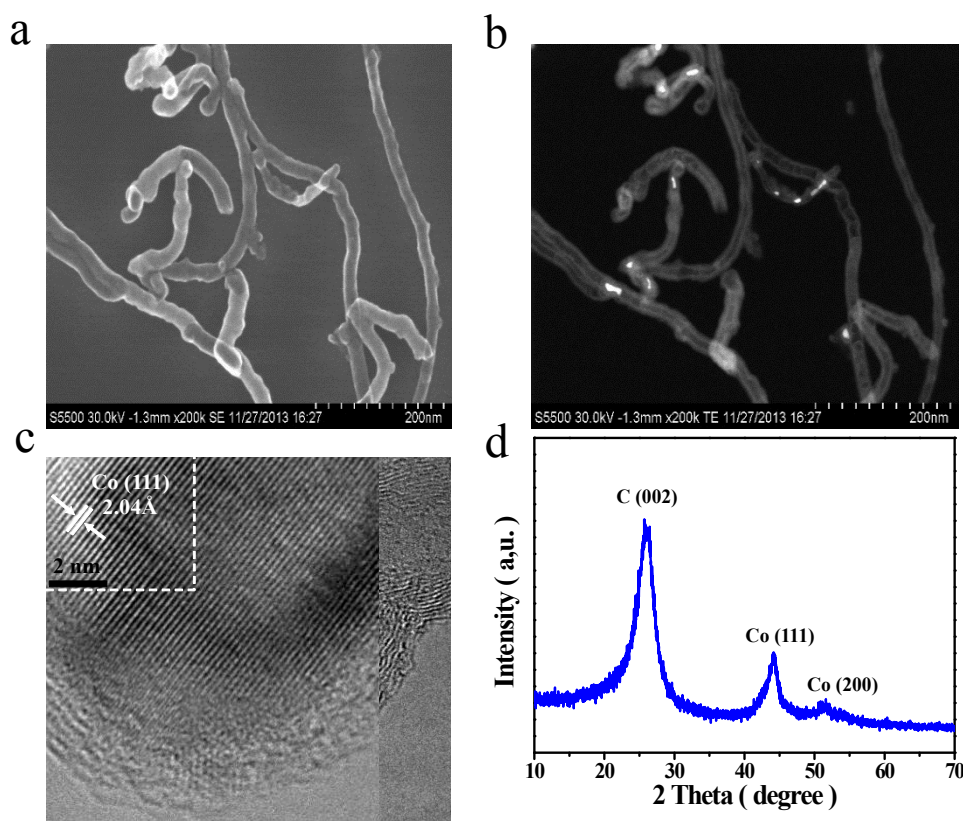 a
b
S5500 30.0kV -1.3mm x200k SE 11/27/2013 16:27
200nm
S5500 30.0kV -1.3mm x200k TE 11/27/2013 16:27
200nm
c
Co (111)
2.04Å
2 nm
d
C (002)
Co (111)
Co (200)
Intensity ( a,u. )
10 20 30 40 50 60 70
2 Theta ( degree )